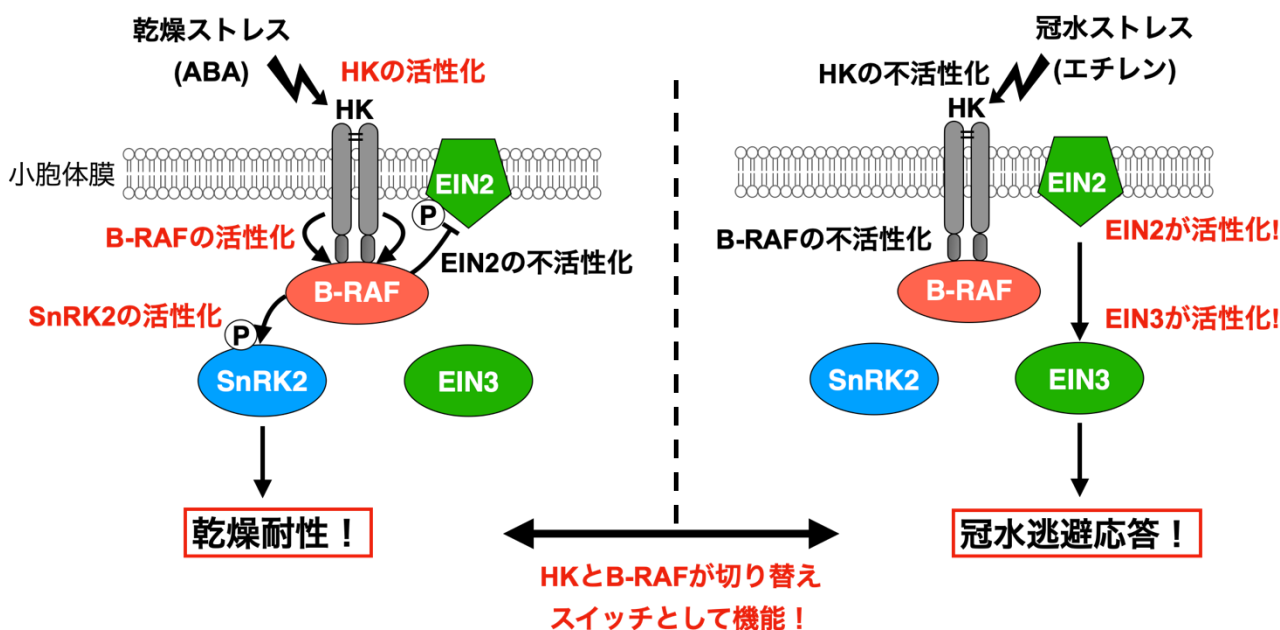 乾燥ストレス
(ABA)
HKの活性化
HK
小胞体膜
EIN2
P
B-RAFの活性化
EIN2の不活性化
B-RAF
SnRK2の活性化
P
SnRK2
EIN3
乾燥耐性！
冠水ストレス
(エチレン)
HKの不活性化
HK
EIN2
B-RAFの不活性化
EIN2が活性化!
B-RAF
EIN3が活性化!
SnRK2
EIN3
冠水逃避応答！
HKとB-RAFが切り替え
スイッチとして機能！